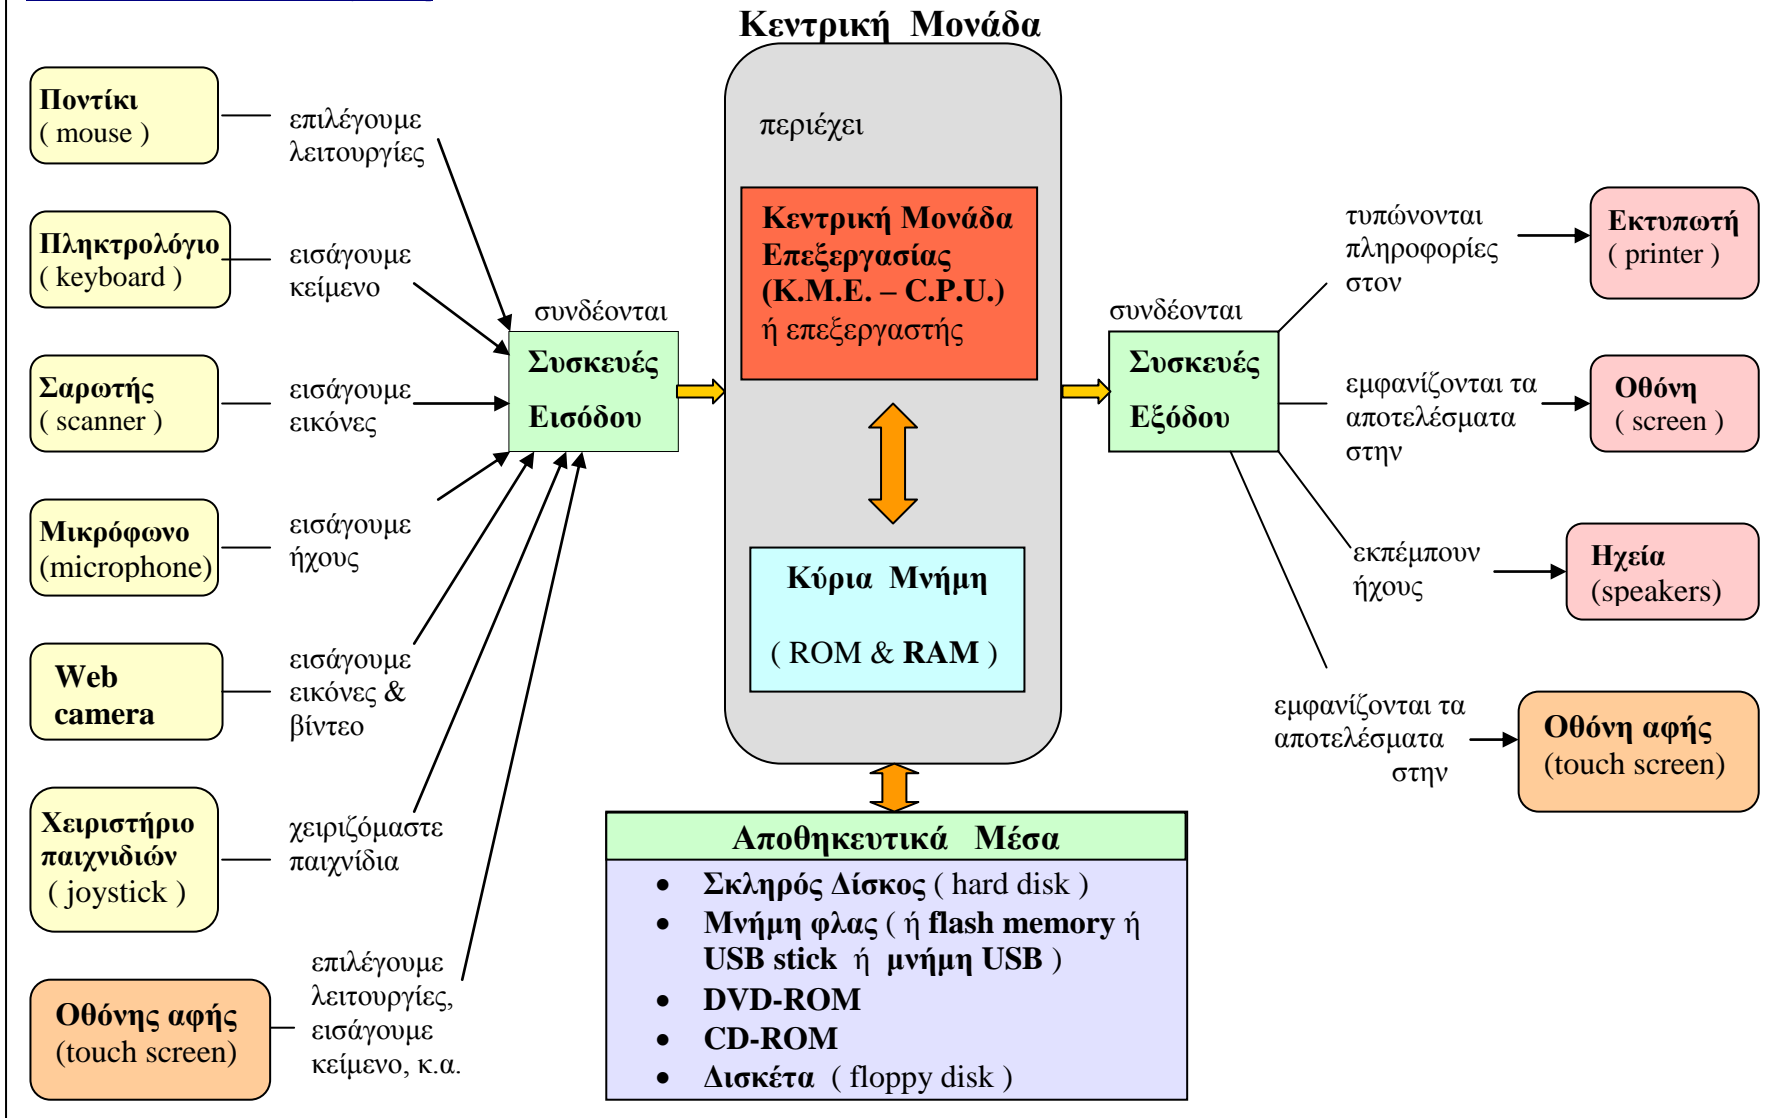 Κεντρική Μονάδα
Ποντίκι
( mouse )
επιλέγουμε
λειτουργίες
Πληκτρολόγιο
( keyboard )
εισάγουμε
κείμενο
Σαρωτής
( scanner )
εισάγουμε
εικόνες
Μικρόφωνο
(microphone)
εισάγουμε
ήχους
Web
camera
εισάγουμε
εικόνες &
βίντεο
Χειριστήριο
παιχνιδιών
( joystick )
χειριζόμαστε
παιχνίδια
Οθόνης αφής
(touch screen)
επιλέγουμε
λειτουργίες,
εισάγουμε
κείμενο, κ.α.
συνδέονται
Συσκευές
Εισόδου
περιέχει
Κεντρική Μονάδα
Επεξεργασίας
(Κ.Μ.Ε. – C.P.U.)
ή επεξεργαστής
Κύρια Μνήμη
( ROM & RAM )
Αποθηκευτικά Μέσα
• Σκληρός Δίσκος ( hard disk )
• Μνήμη φλας ( ή flash memory ή
USB stick ή μνήμη USB )
• DVD-ROM
• CD-ROM
• Δισκέτα ( floppy disk )
συνδέονται
Συσκευές
Εξόδου
τυπώνονται
πληροφορίες
στον
Εκτυπωτή
( printer )
εμφανίζονται τα
αποτελέσματα
στην
Οθόνη
( screen )
εκπέμπουν
ήχους
Ηχεία
(speakers)
εμφανίζονται τα
αποτελέσματα
στην
Οθόνη αφής
(touch screen)